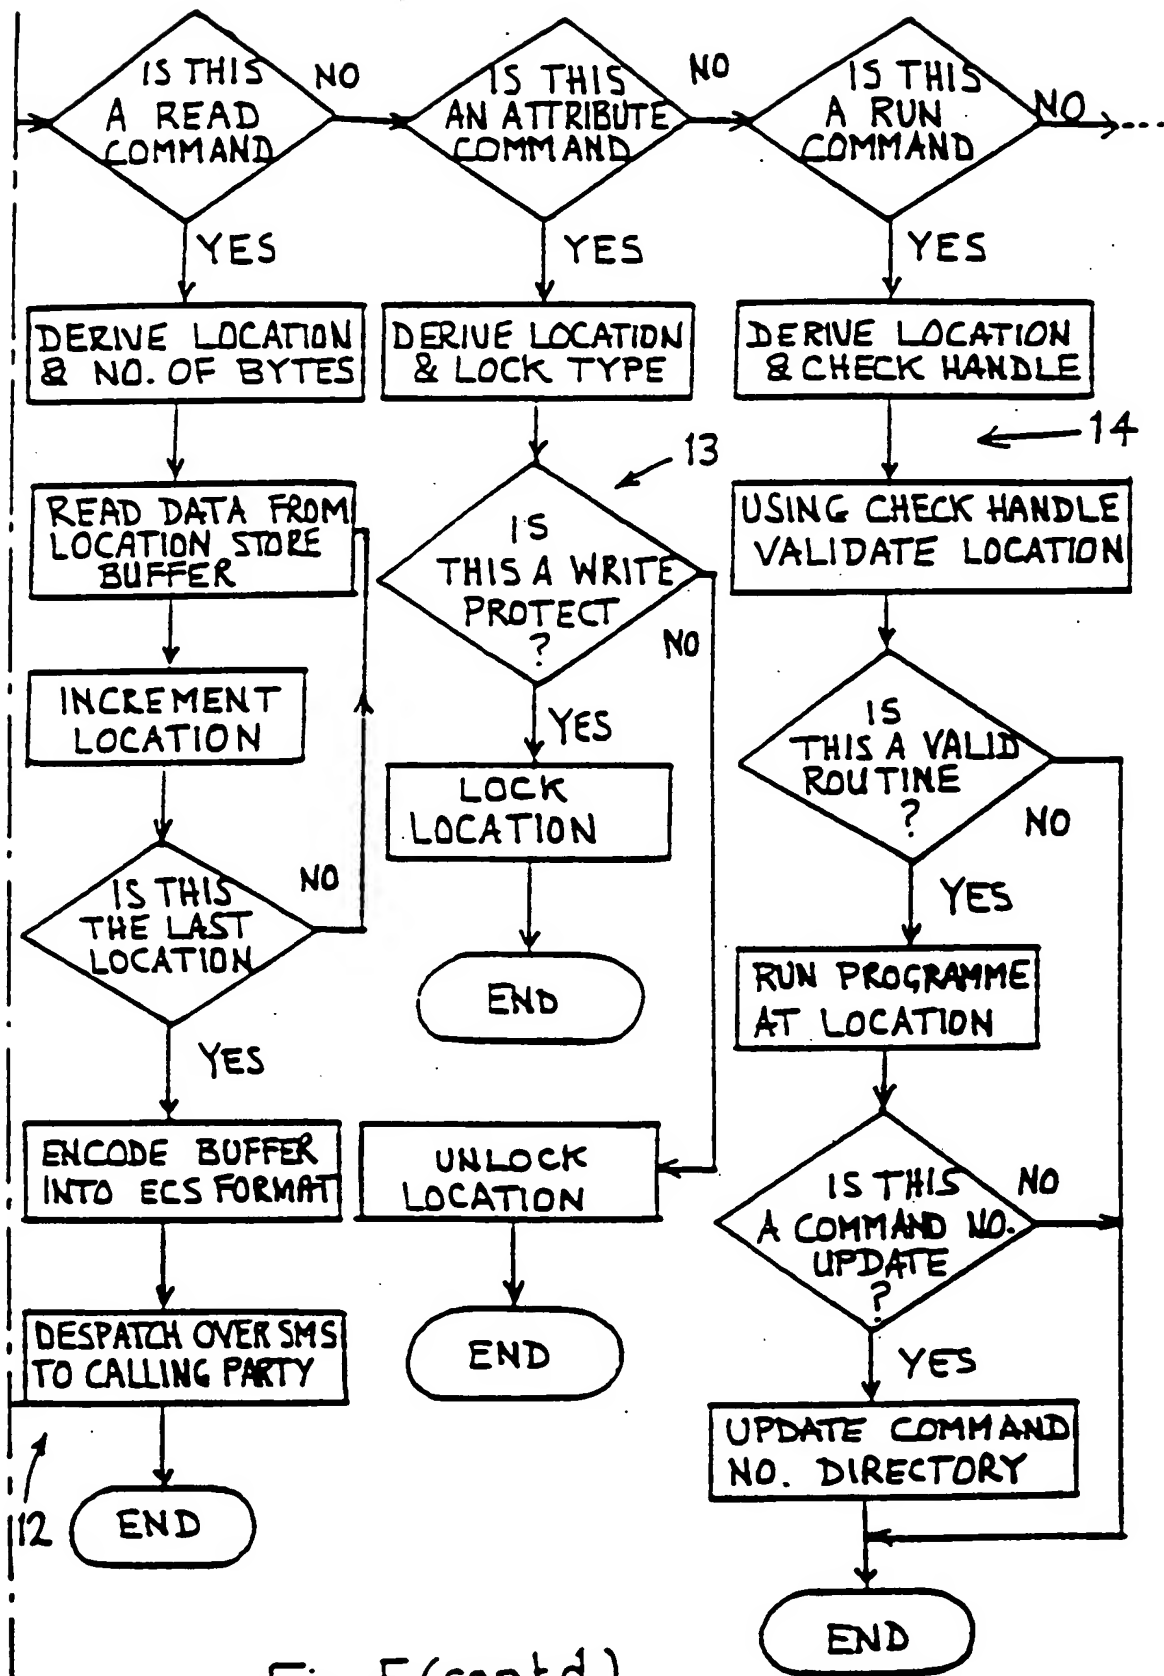 IS THIS
A READ
COMMAND
NO
YES
DERIVE LOCATION
& NO. OF BYTES
READ DATA FROM
LOCATION STORE
BUFFER
INCREMENT
LOCATION
IS THIS
THE LAST
LOCATION
NO
YES
ENCODE BUFFER
INTO ECS FORMAT
DESPATCH OVER SMS
TO CALLING PARTY
12
END
IS THIS
AN ATTRIBUTE
COMMAND
NO
YES
DERIVE LOCATION
& LOCK TYPE
13
IS
THIS A WRITE
PROTECT
?
NO
YES
LOCK
LOCATION
END
UNLOCK
LOCATION
END
IS THIS
A RUN
COMMAND
NO
YES
DERIVE LOCATION
& CHECK HANDLE
14
USING CHECK HANDLE
VALIDATE LOCATION
IS
THIS A VALID
ROUTINE
?
NO
YES
RUN PROGRAMME
AT LOCATION
IS THIS
A COMMAND NO.
UPDATE
?
NO
YES
UPDATE COMMAND
NO. DIRECTORY
END
Fig. 5 (contd.)